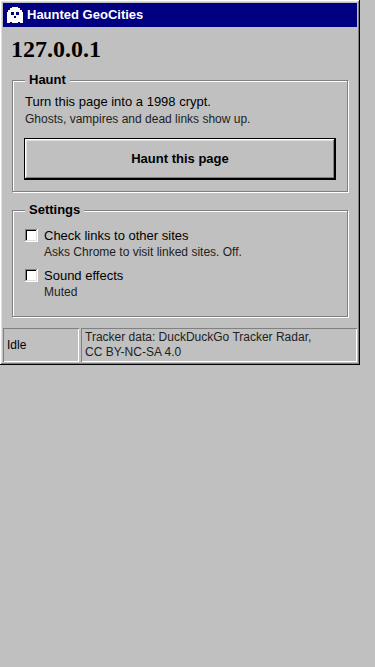 Haunted GeoCities
127.0.0.1
Haunt
Turn this page into a 1998 crypt.
Ghosts, vampires and dead links show up.
Haunt this page
Settings
Check links to other sites
Asks Chrome to visit linked sites. Off.
Sound effects
Muted
Idle
Tracker data: DuckDuckGo Tracker Radar,
CC BY-NC-SA 4.0